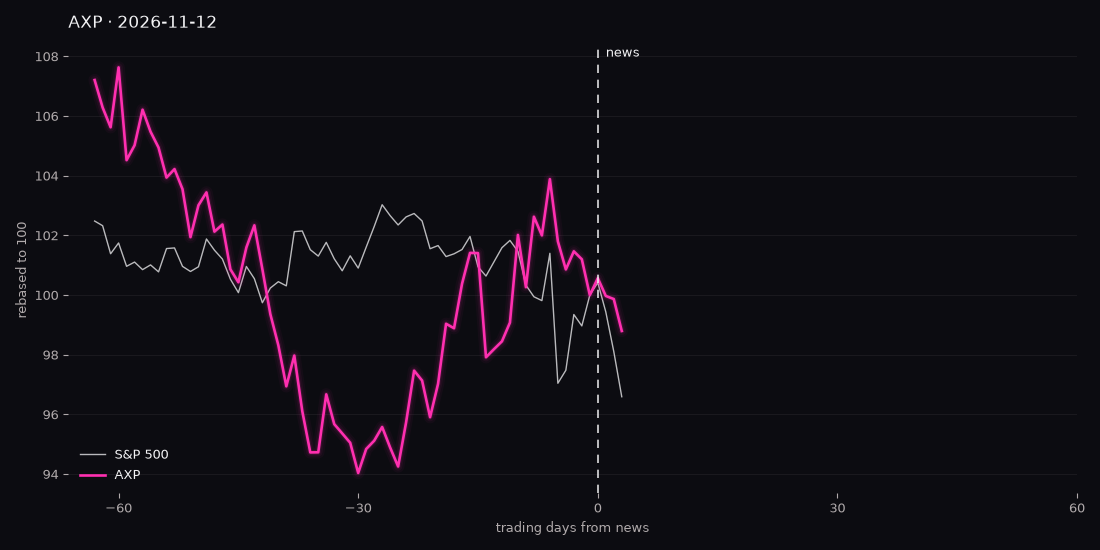 AXP · 2026-11-12
news
108
106
104
102
100
98
96
94
rebased to 100
S&P 500
AXP
−60
−30
0
30
60
trading days from news